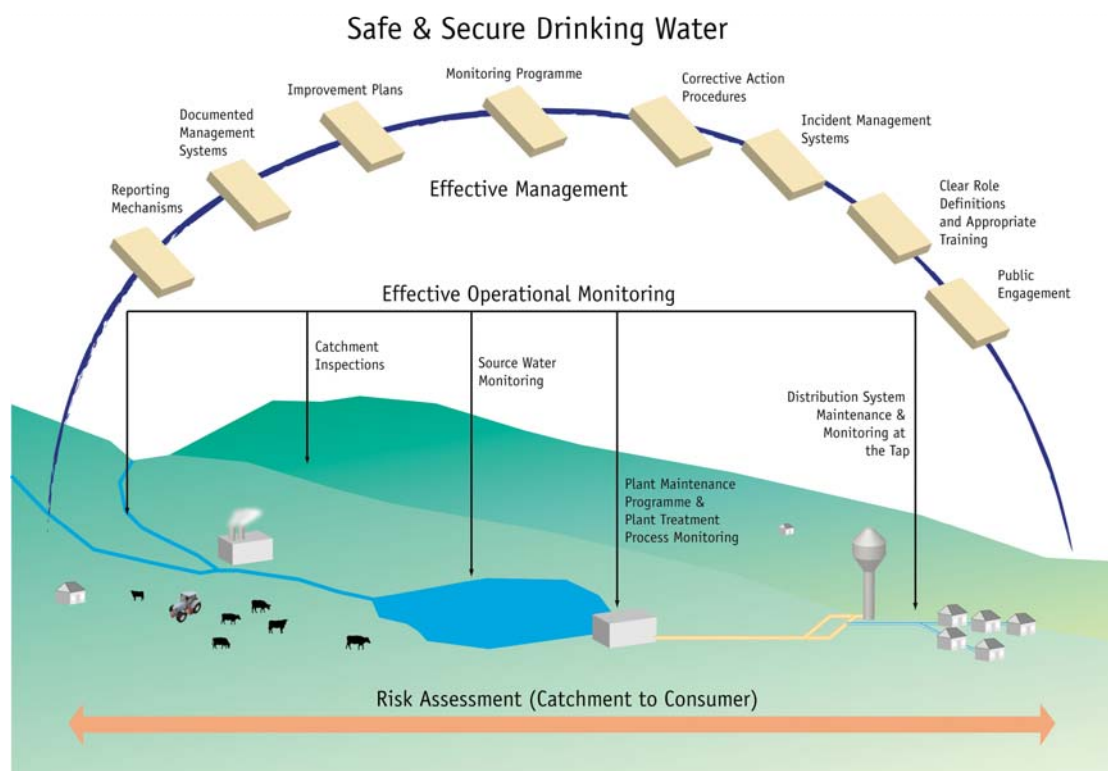 Safe & Secure Drinking Water
Monitoring Programme
Corrective Action
Procedures
Improvement Plans
Incident Management
Systems
Documented
Management
Systems
Effective Management
Clear Role
Definitions
and Appropriate
Training
Reporting
Mechanisms
Public
Engagement
Effective Operational Monitoring
Catchment
Inspections
Source Water
Monitoring
Distribution System
Maintenance &
Monitoring at
the Tap
Plant Maintenance
Programme &
Plant Treatment
Process Monitoring
Risk Assessment (Catchment to Consumer)